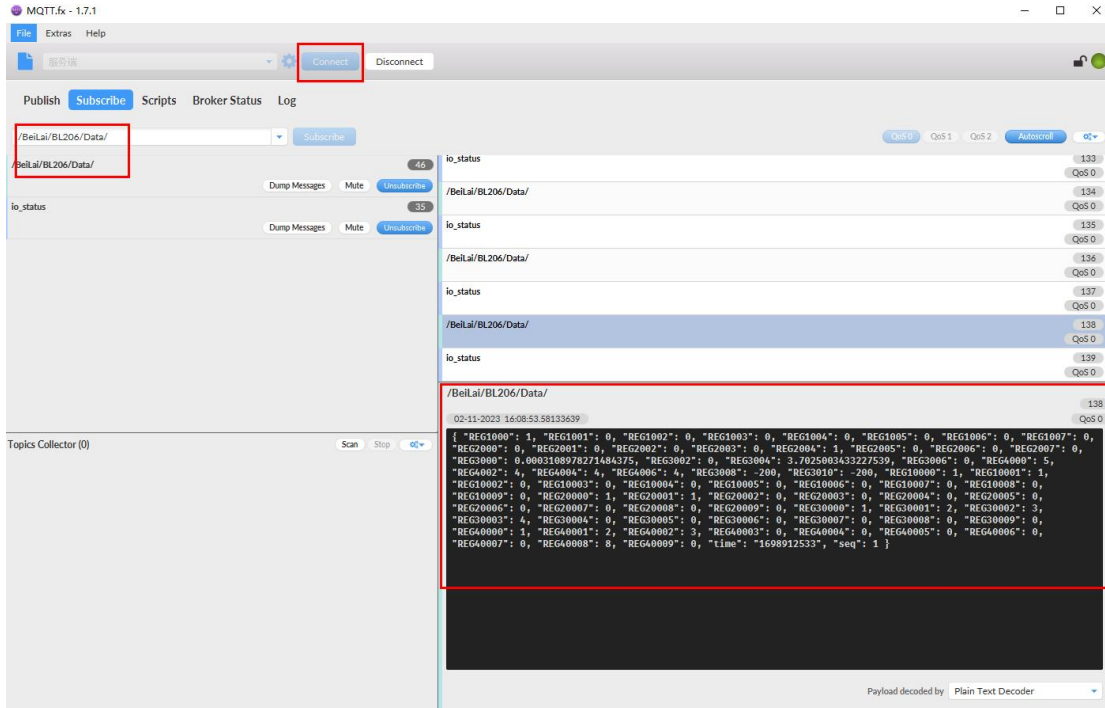 MQTT.fx - 1.7.1
File Extras Help
服务端 Connect Disconnect
Publish Subscribe Scripts Broker Status Log
/BeiLai/BL206/Data/ Subscribe QoS 0 QoS 1 QoS 2 Autoscroll
/BeiLai/BL206/Data/ 46
Dump Messages Mute Unsubscribe
io_status 35
Dump Messages Mute Unsubscribe
Topics Collector (0) Scan Stop
io_status 133
QoS 0
/BeiLai/BL206/Data/ 134
QoS 0
io_status 135
QoS 0
/BeiLai/BL206/Data/ 136
QoS 0
io_status 137
QoS 0
/BeiLai/BL206/Data/ 138
QoS 0
io_status 139
QoS 0
/BeiLai/BL206/Data/ 138
02-11-2023 16:08:53.58133639 QoS 0
{ "REG1000": 1, "REG1001": 0, "REG1002": 0, "REG1003": 0, "REG1004": 0, "REG1005": 0, "REG1006": 0, "REG1007": 0,
"REG2000": 0, "REG2001": 0, "REG2002": 0, "REG2003": 0, "REG2004": 1, "REG2005": 0, "REG2006": 0, "REG2007": 0,
"REG3000": 0.0003108978271484375, "REG3002": 0, "REG3004": 3.7025003433227539, "REG3006": 0, "REG4000": 5,
"REG4002": 4, "REG4004": 4, "REG4006": 4, "REG3008": -200, "REG3010": -200, "REG10000": 1, "REG10001": 1,
"REG10002": 0, "REG10003": 0, "REG10004": 0, "REG10005": 0, "REG10006": 0, "REG10007": 0, "REG10008": 0,
"REG10009": 0, "REG20000": 1, "REG20001": 1, "REG20002": 0, "REG20003": 0, "REG20004": 0, "REG20005": 0,
"REG20006": 0, "REG20007": 0, "REG20008": 0, "REG20009": 0, "REG30000": 1, "REG30001": 2, "REG30002": 3,
"REG30003": 4, "REG30004": 0, "REG30005": 0, "REG30006": 0, "REG30007": 0, "REG30008": 0, "REG30009": 0,
"REG40000": 1, "REG40001": 2, "REG40002": 3, "REG40003": 0, "REG40004": 0, "REG40005": 0, "REG40006": 0,
"REG40007": 0, "REG40008": 8, "REG40009": 0, "time": "1698912533", "seq": 1 }
Payload decoded by Plain Text Decoder